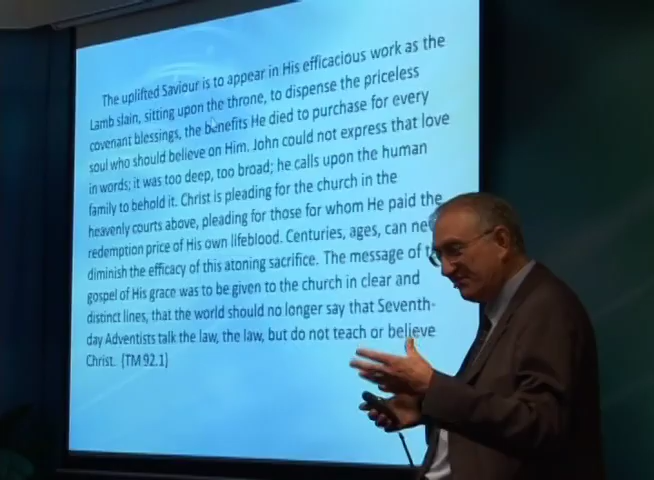 The uplifted Saviour is to appear in His efficacious work as the
Lamb slain, sitting upon the throne, to dispense the priceless
covenant blessings, the benefits He died to purchase for every
soul who should believe on Him. John could not express that love
in words; it was too deep, too broad; he calls upon the human
family to behold it. Christ is pleading for the church in the
heavenly courts above, pleading for those for whom He paid the
redemption price of His own lifeblood. Centuries, ages, can
diminish the efficacy of this atoning sacrifice. The message of
gospel of His grace was to be given to the church in clear and
distinct lines, that the world should no longer say that Seventh-
day Adventists talk the law, the law, but do not teach or believe
Christ. {TM 92.1}